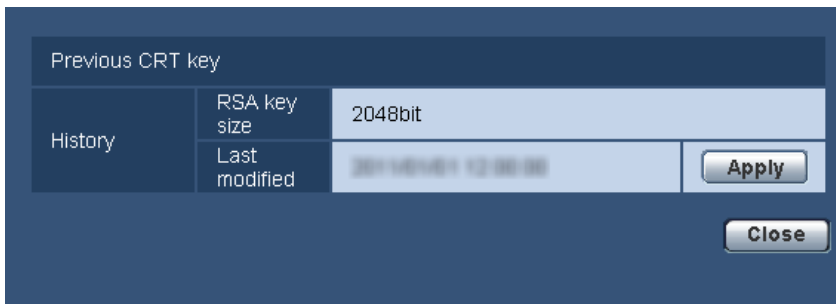 Previous CRT key
History
RSA key
size
2048bit
Last
modified
Apply
Close